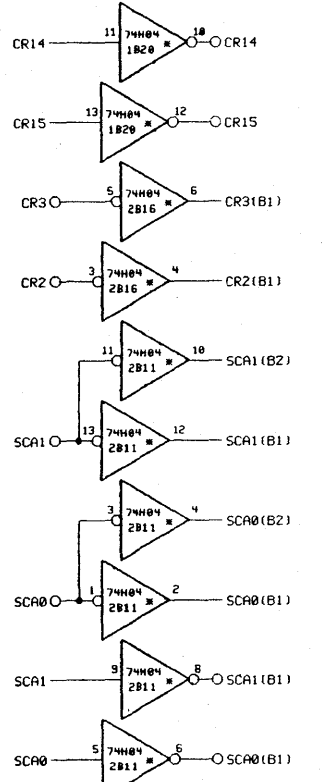 11 74H04 10
CR14 1B20 * CR14
13 74H04 12
CR15 1B20 * CR15
5 74H04 6
CR3 2B16 * CR3(B1)
3 74H04 4
CR2 2B16 * CR2(B1)
11 74H04 10
2B11 * SCA1(B2)
13 74H04 12
SCA1 2B11 * SCA1(B1)
3 74H04 4
2B11 * SCA0(B2)
1 74H04 2
SCA0 2B11 * SCA0(B1)
9 74H04 8
SCA1 2B11 * SCA1(B1)
5 74H04 6
SCA0 2B11 * SCA0(B1)